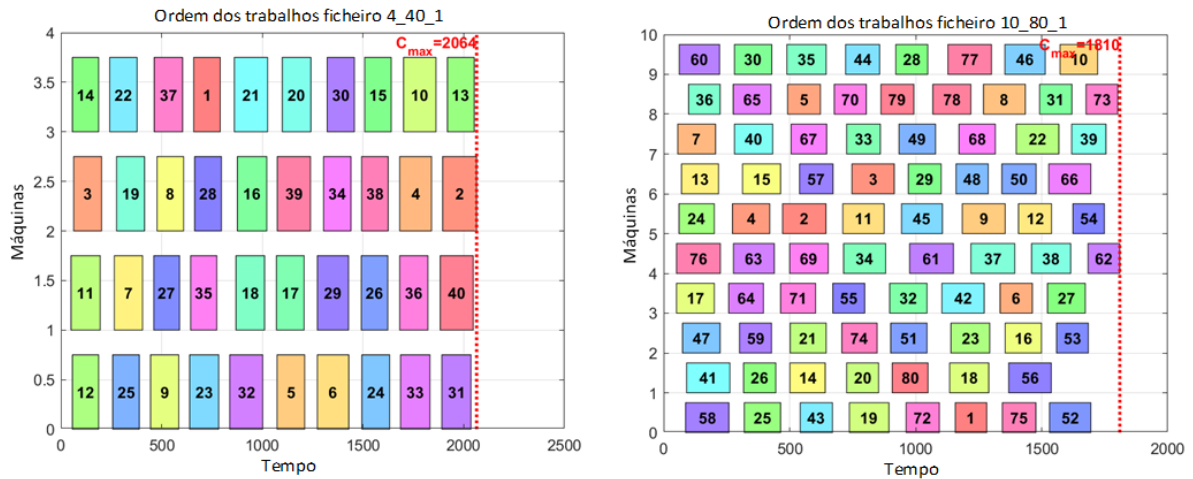 Ordem dos trabalhos ficheiro 4_40_1
C_max=2064
4
3.5
3
2.5
2
1.5
1
0.5
0
Máquinas
14 22 37 1 21 20 30 15 10 13
3 19 8 28 16 39 34 38 4 2
11 7 27 35 18 17 29 26 36 40
12 25 9 23 32 5 6 24 33 31
0 500 1000 1500 2000 2500
Tempo
Ordem dos trabalhos ficheiro 10_80_1
C_max=1810
10
9
8
7
6
5
4
3
2
1
0
Máquinas
60 30 35 44 28 77 46 10
36 65 5 70 79 78 8 31 73
7 40 67 33 49 68 22 39
13 15 57 3 29 48 50 66
24 4 2 11 45 9 12 54
76 63 69 34 61 37 38 62
17 64 71 55 32 42 6 27
47 59 21 74 51 23 16 53
41 26 14 20 80 18 56
58 25 43 19 72 1 75 52
0 500 1000 1500 2000
Tempo